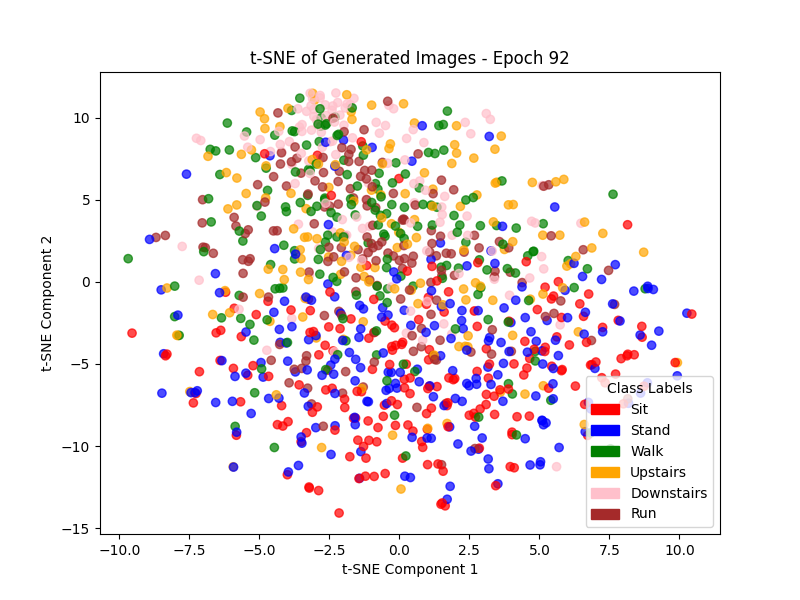 t-SNE of Generated Images - Epoch 92
t-SNE Component 2
10
5
0
−5
−10
−15
−10.0 −7.5 −5.0 −2.5 0.0 2.5 5.0 7.5 10.0
t-SNE Component 1
Class Labels
Sit
Stand
Walk
Upstairs
Downstairs
Run